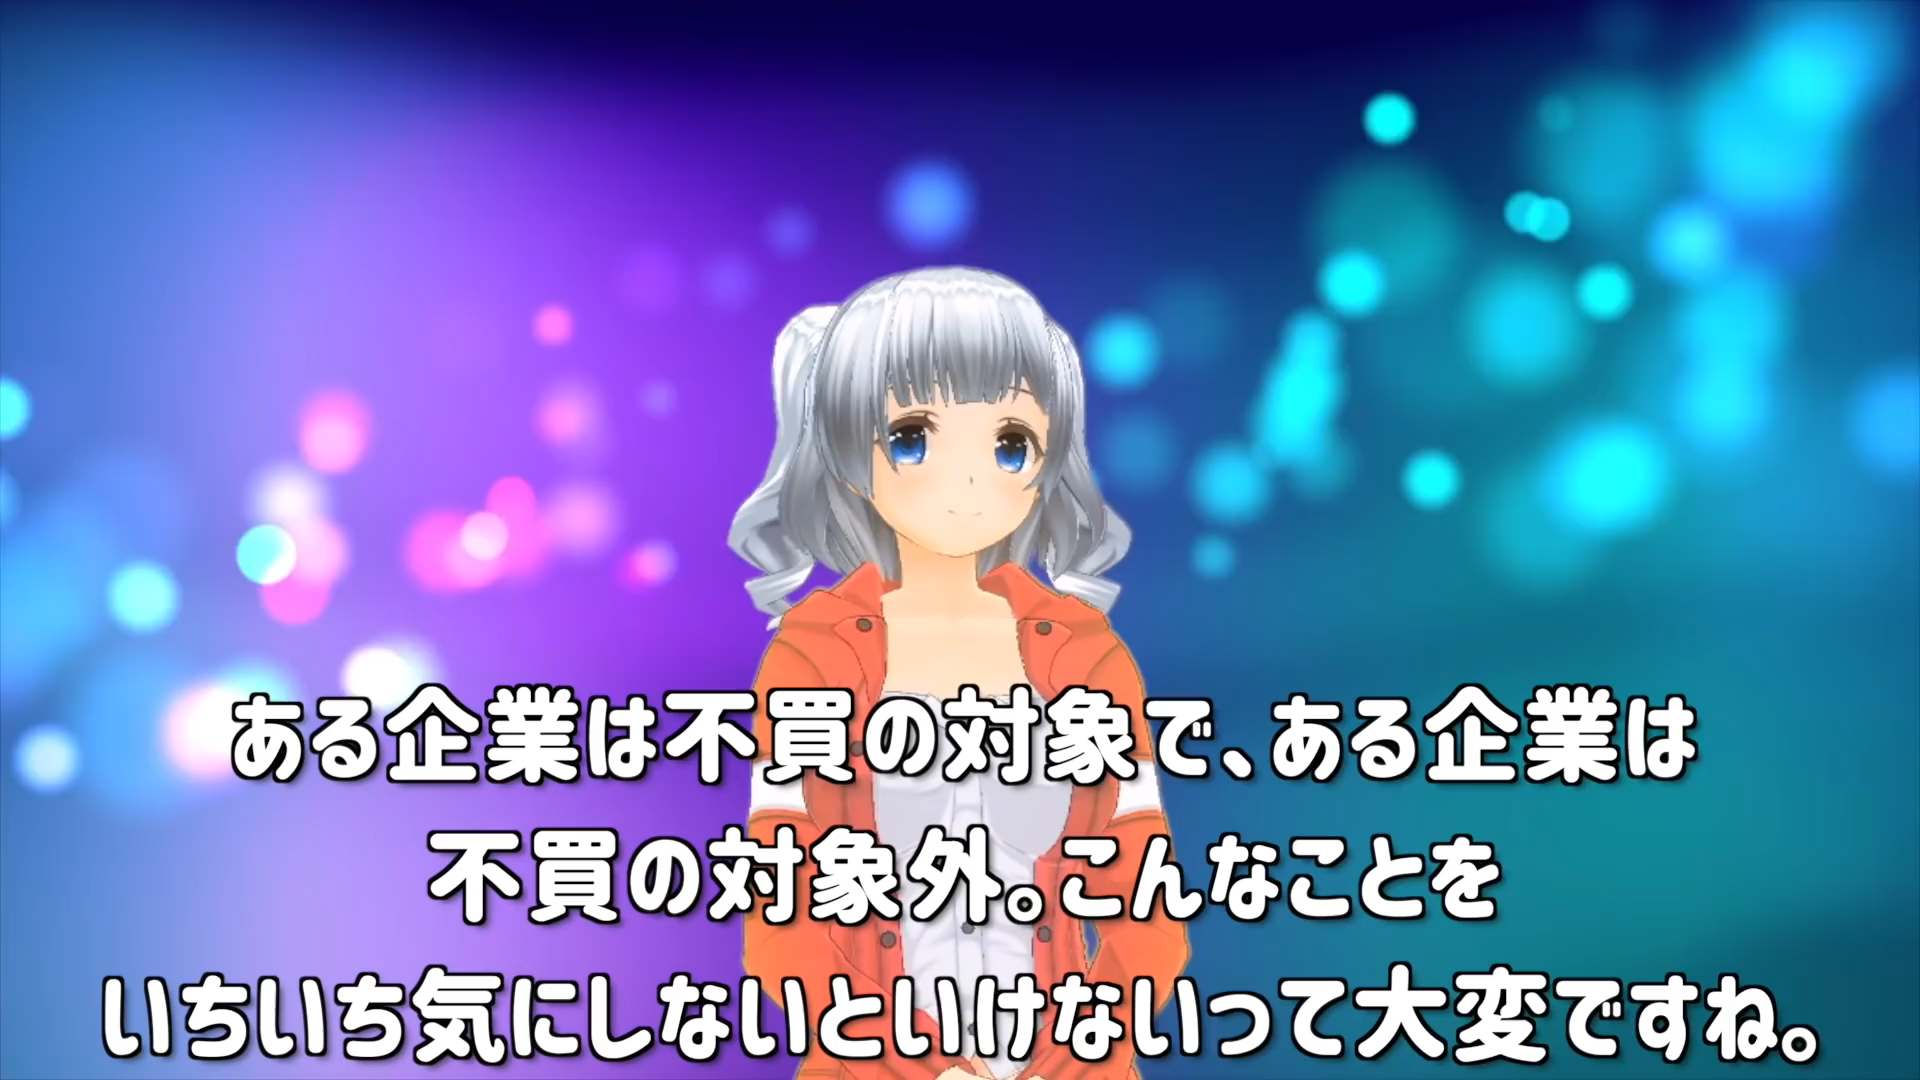 ある企業は不買の対象で、ある企業は
不買の対象外。こんなことを
いちいち気にしないといけないって大変ですね。